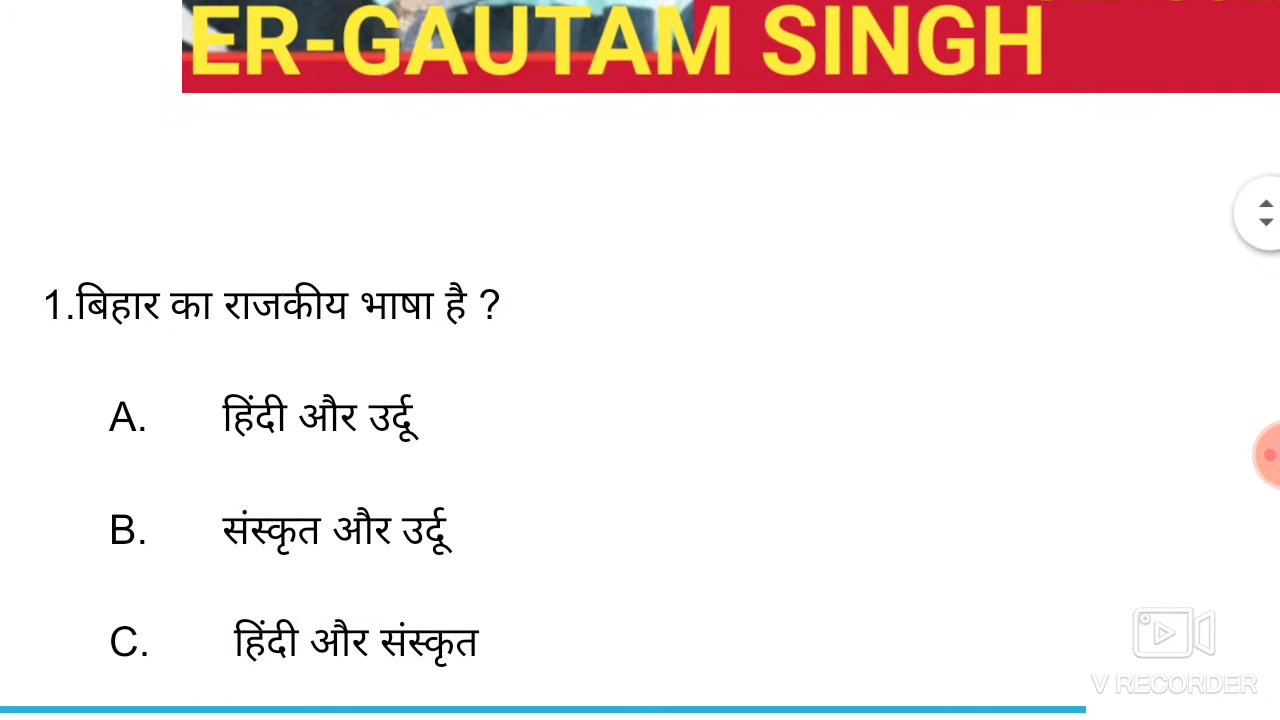 ER-GAUTAM SINGH
1.बिहार का राजकीय भाषा है ?
A. हिंदी और उर्दू
B. संस्कृत और उर्दू
C. हिंदी और संस्कृत
V RECORDER